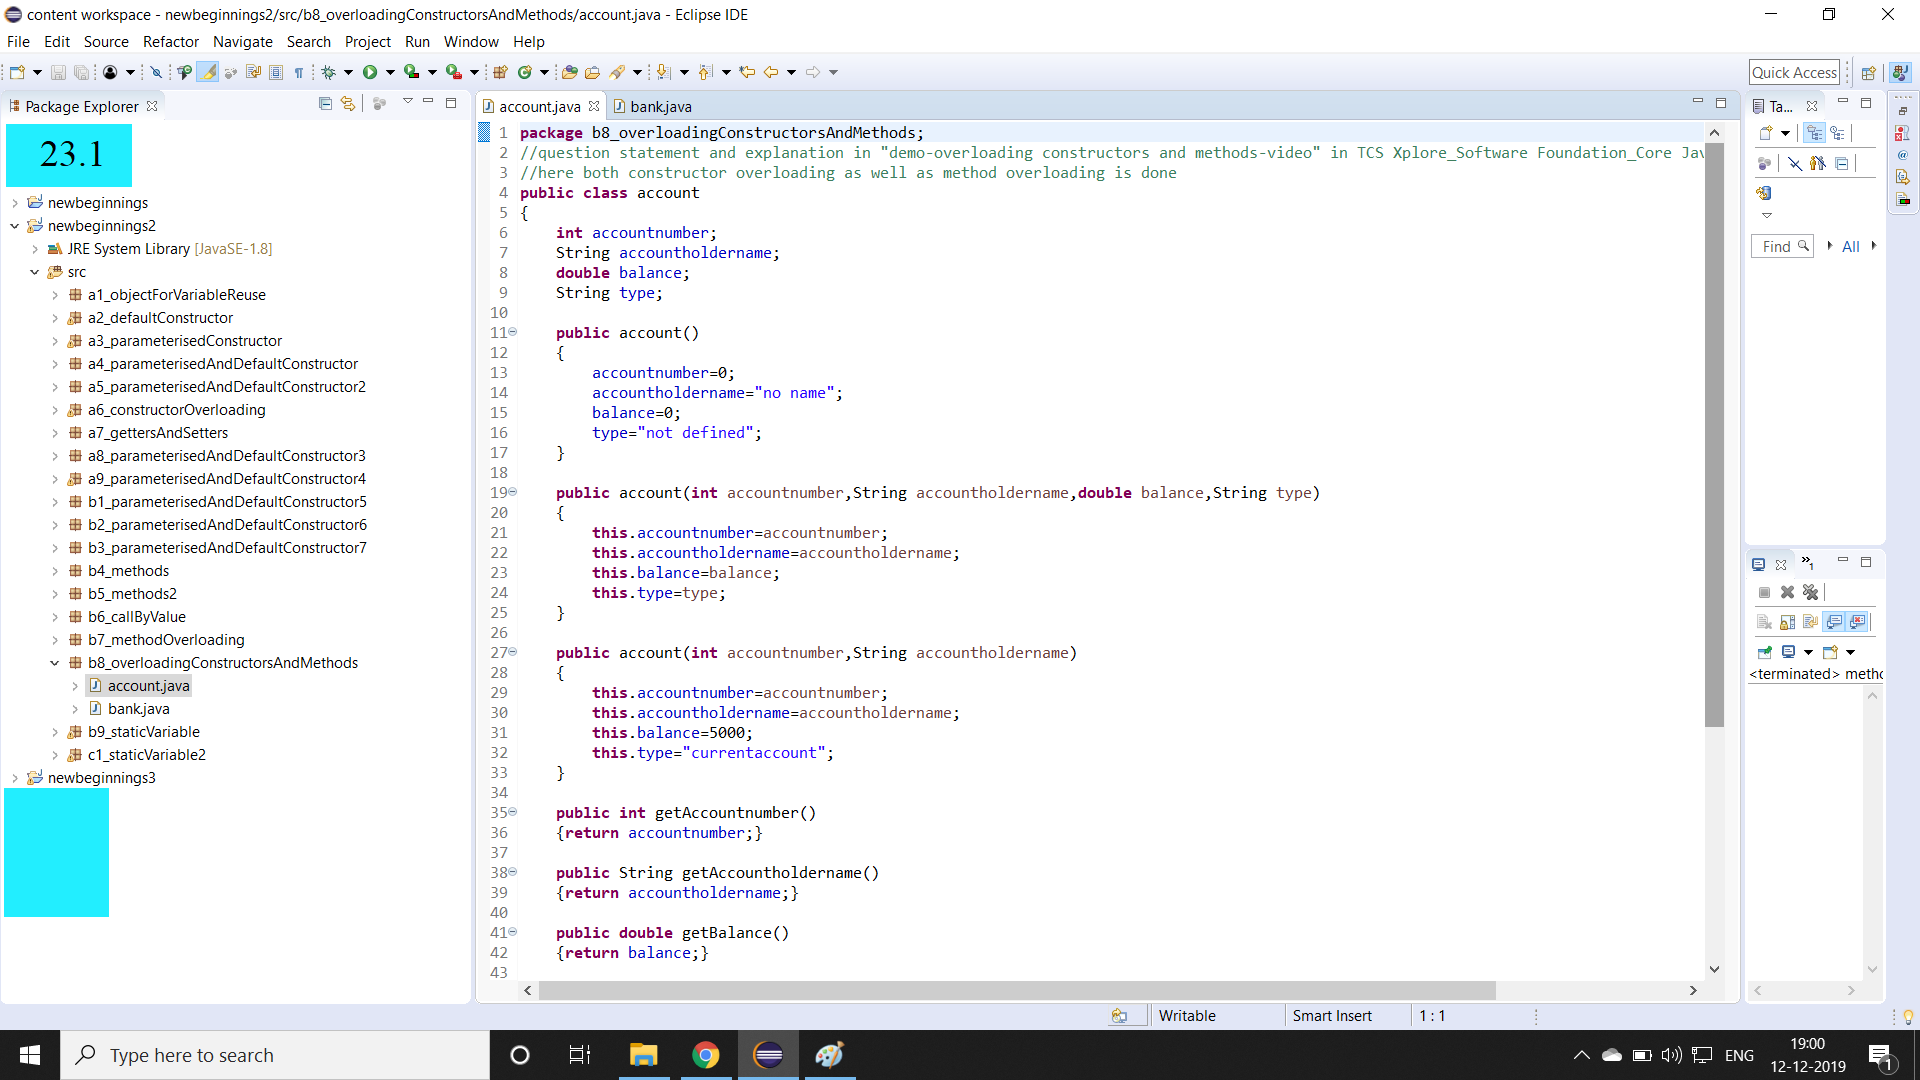 content workspace - newbeginnings2/src/b8_overloadingConstructorsAndMethods/account.java - Eclipse IDE
File Edit Source Refactor Navigate Search Project Run Window Help
Quick Access
Package Explorer
23.1
newbeginnings
newbeginnings2
JRE System Library [JavaSE-1.8]
src
a1_objectForVariableReuse
a2_defaultConstructor
a3_parameterisedConstructor
a4_parameterisedAndDefaultConstructor
a5_parameterisedAndDefaultConstructor2
a6_constructorOverloading
a7_gettersAndSetters
a8_parameterisedAndDefaultConstructor3
a9_parameterisedAndDefaultConstructor4
b1_parameterisedAndDefaultConstructor5
b2_parameterisedAndDefaultConstructor6
b3_parameterisedAndDefaultConstructor7
b4_methods
b5_methods2
b6_callByValue
b7_methodOverloading
b8_overloadingConstructorsAndMethods
account.java
bank.java
b9_staticVariable
c1_staticVariable2
newbeginnings3
account.java bank.java
1 package b8_overloadingConstructorsAndMethods;
2 //question statement and explanation in "demo-overloading constructors and methods-video" in TCS Xplore_Software Foundation_Core Jav
3 //here both constructor overloading as well as method overloading is done
4 public class account
5 {
6 int accountnumber;
7 String accountholdername;
8 double balance;
9 String type;
10
11 public account()
12 {
13 accountnumber=0;
14 accountholdername="no name";
15 balance=0;
16 type="not defined";
17 }
18
19 public account(int accountnumber,String accountholdername,double balance,String type)
20 {
21 this.accountnumber=accountnumber;
22 this.accountholdername=accountholdername;
23 this.balance=balance;
24 this.type=type;
25 }
26
27 public account(int accountnumber,String accountholdername)
28 {
29 this.accountnumber=accountnumber;
30 this.accountholdername=accountholdername;
31 this.balance=5000;
32 this.type="currentaccount";
33 }
34
35 public int getAccountnumber()
36 {return accountnumber;}
37
38 public String getAccountholdername()
39 {return accountholdername;}
40
41 public double getBalance()
42 {return balance;}
43
Ta...
Find All
<terminated> metho
Writable Smart Insert 1 : 1
Type here to search
ENG
19:00
12-12-2019
1